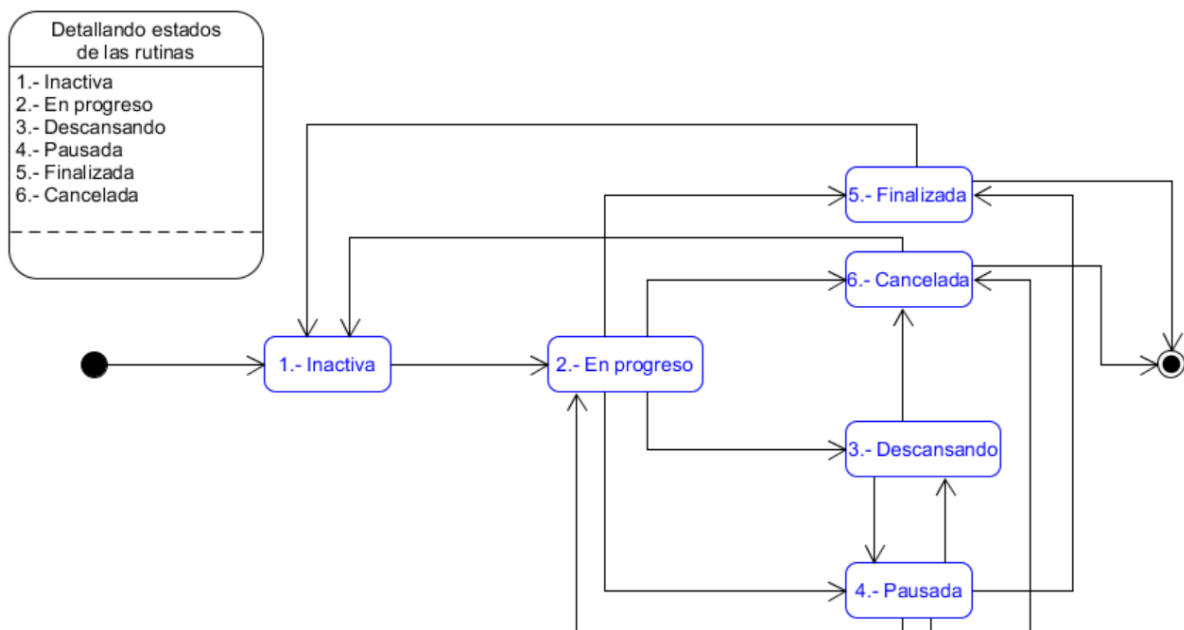 Detallando estados
de las rutinas
1.- Inactiva
2.- En progreso
3.- Descansando
4.- Pausada
5.- Finalizada
6.- Cancelada
5.- Finalizada
6.- Cancelada
1.- Inactiva
2.- En progreso
3.- Descansando
4.- Pausada